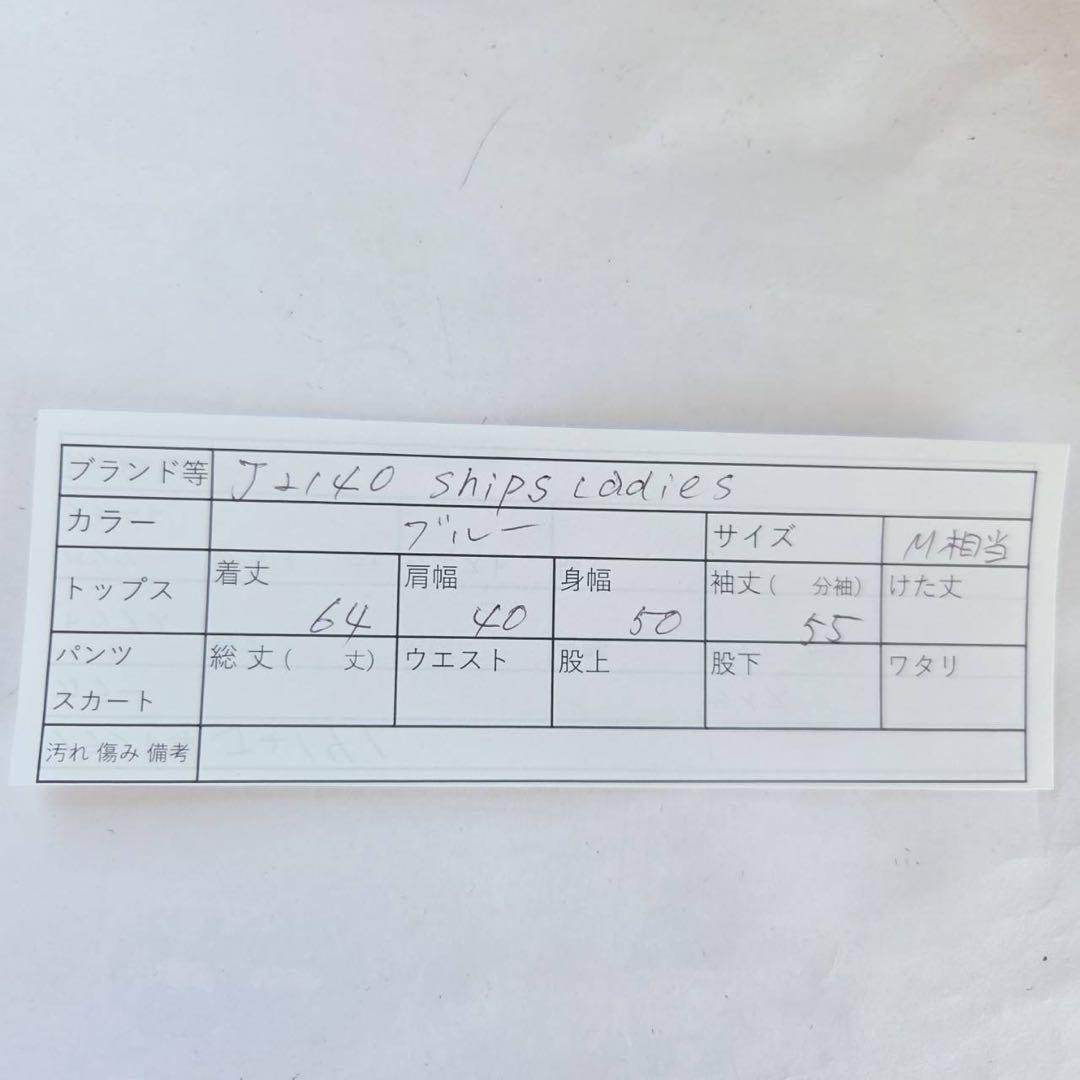 ブランド等 J2140 ships Ladies
カラー ブルー サイズ M相当
トップス 着丈 64 肩幅 40 身幅 50 袖丈( 分袖) 55 けた丈
パンツ スカート 総丈( 丈) ウエスト 股上 股下 ワタリ
汚れ 傷み 備考